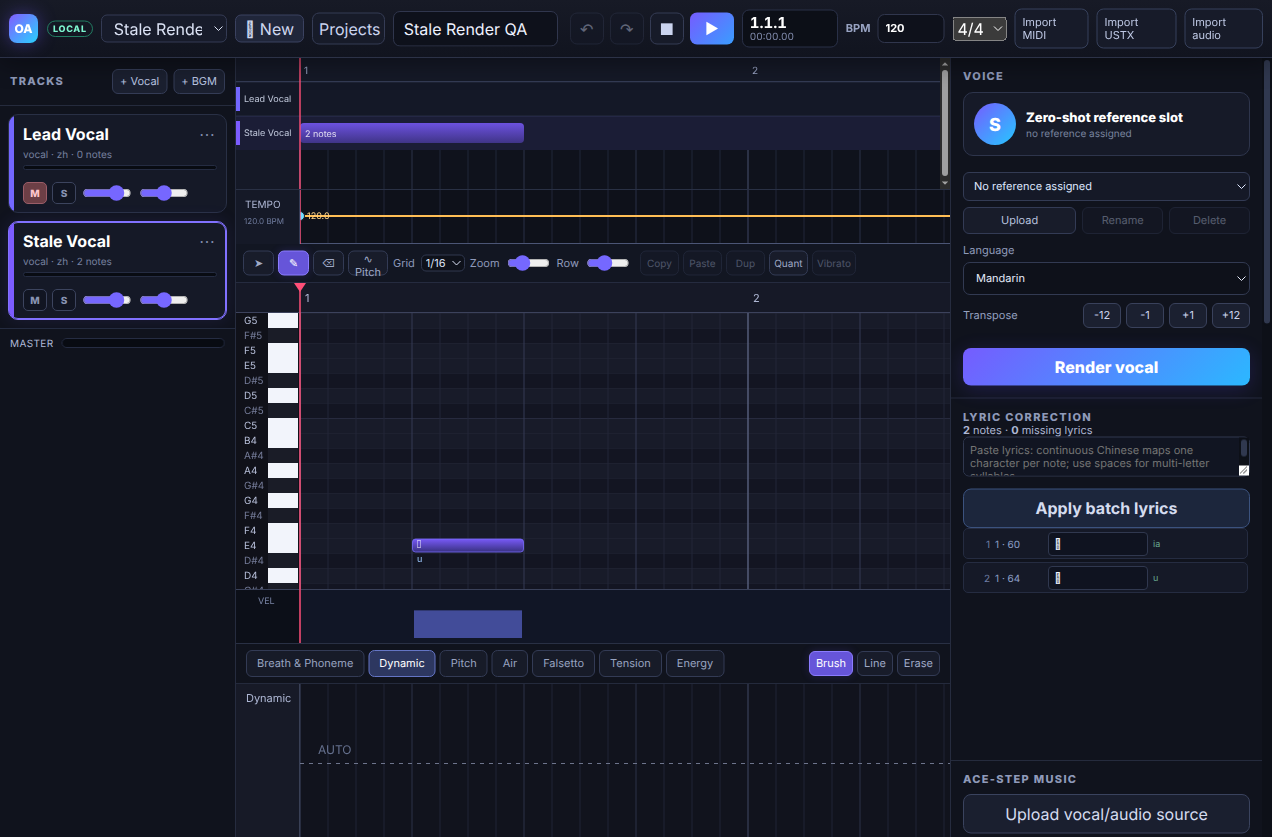 OA
LOCAL
Stale Rende
New
Projects
Stale Render QA
1.1.1
00:00.00
BPM
120
4/4
Import MIDI
Import USTX
Import audio
TRACKS
+ Vocal
+ BGM
Lead Vocal
vocal · zh · 0 notes
M
S
Stale Vocal
vocal · zh · 2 notes
M
S
MASTER
1
2
Lead Vocal
Stale Vocal
2 notes
TEMPO
120.0 BPM
120.0
Pitch
Grid
1/16
Zoom
Row
Copy
Paste
Dup
Quant
Vibrato
1
2
G5
F#5
F5
E5
D#5
D5
C#5
C5
B4
A#4
A4
G#4
G4
F#4
F4
E4
D#4
D4
u
VEL
Breath & Phoneme
Dynamic
Pitch
Air
Falsetto
Tension
Energy
Brush
Line
Erase
Dynamic
AUTO
VOICE
S
Zero-shot reference slot
no reference assigned
No reference assigned
Upload
Rename
Delete
Language
Mandarin
Transpose
-12
-1
+1
+12
Render vocal
LYRIC CORRECTION
2 notes · 0 missing lyrics
Paste lyrics: continuous Chinese maps one
character per note; use spaces for multi-letter
Apply batch lyrics
1 1 · 60
ia
2 1 · 64
u
ACE-STEP MUSIC
Upload vocal/audio source